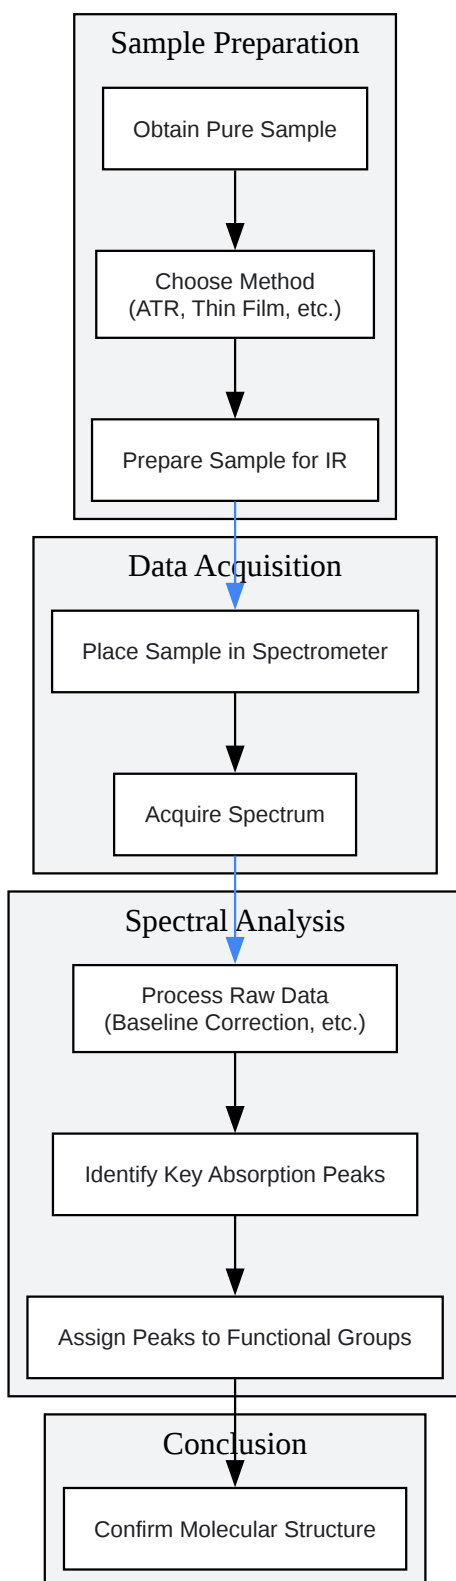 Sample Preparation
Obtain Pure Sample
Choose Method
(ATR, Thin Film, etc.)
Prepare Sample for IR
Data Acquisition
Place Sample in Spectrometer
Acquire Spectrum
Spectral Analysis
Process Raw Data
(Baseline Correction, etc.)
Identify Key Absorption Peaks
Assign Peaks to Functional Groups
Conclusion
Confirm Molecular Structure